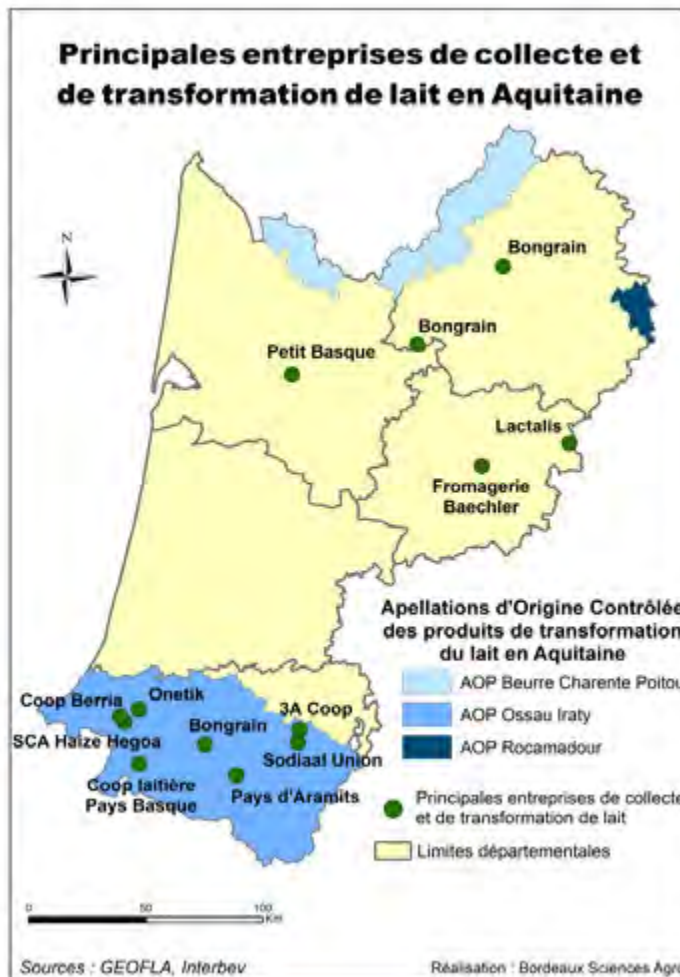 Principales entreprises de collecte et
de transformation de lait en Aquitaine
N
Bongrain
Bongrain
Petit Basque
Lactalis
Fromagerie
Baechler
Apellations d'Origine Contrôlée
des produits de transformation
du lait en Aquitaine
AOP Beurre Charente Poitou
AOP Ossau Iraty
AOP Rocamadour
Coop Berria
Onetik
3A Coop
SCA Haize Hegoa
Bongrain
Sodiaal Union
Coop laitière
Pays Basque
Pays d'Aramits
Principales entreprises de collecte
et de transformation de lait
Limites départementales
0 50 100
KM
Sources : GEOFLA, Interbev
Réalisation : Bordeaux Sciences Agro